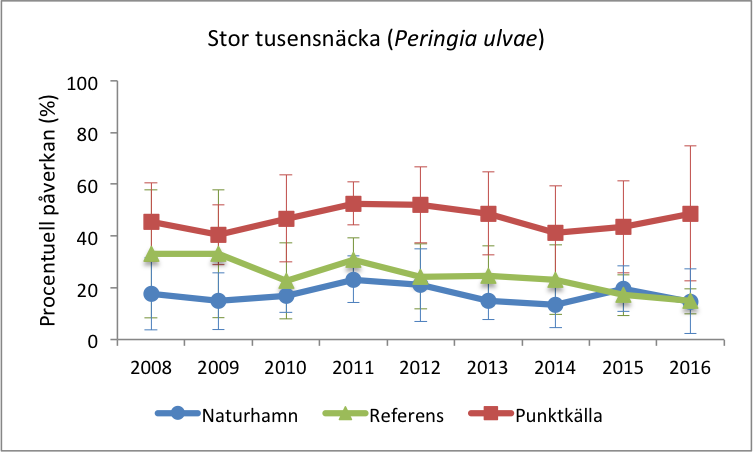 Stor tusensnäcka (Peringia ulvae)
Procentuell påverkan (%)
100
80
60
40
20
0
2008 2009 2010 2011 2012 2013 2014 2015 2016
Naturhamn Referens Punktkälla